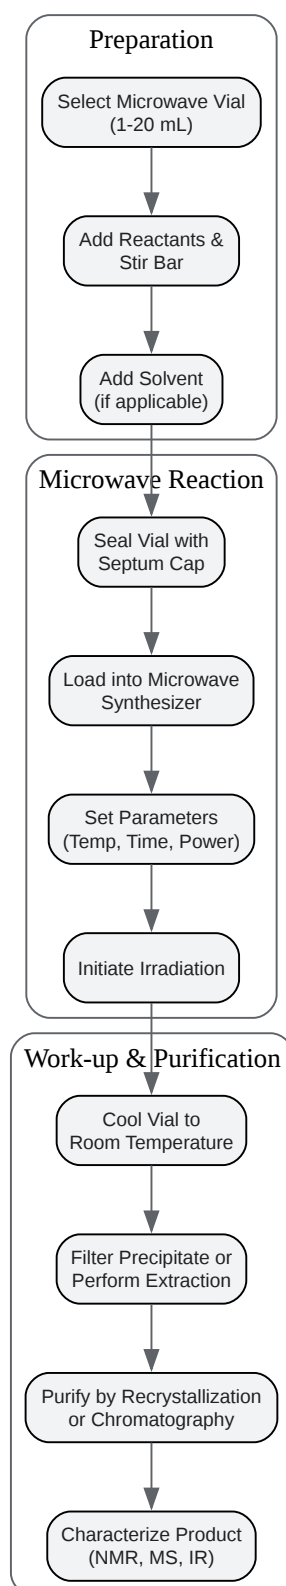 Preparation
Select Microwave Vial
(1-20 mL)
Add Reactants &
Stir Bar
Add Solvent
(if applicable)
Microwave Reaction
Seal Vial with
Septum Cap
Load into Microwave
Synthesizer
Set Parameters
(Temp, Time, Power)
Initiate Irradiation
Work-up & Purification
Cool Vial to
Room Temperature
Filter Precipitate or
Perform Extraction
Purify by Recrystallization
or Chromatography
Characterize Product
(NMR, MS, IR)